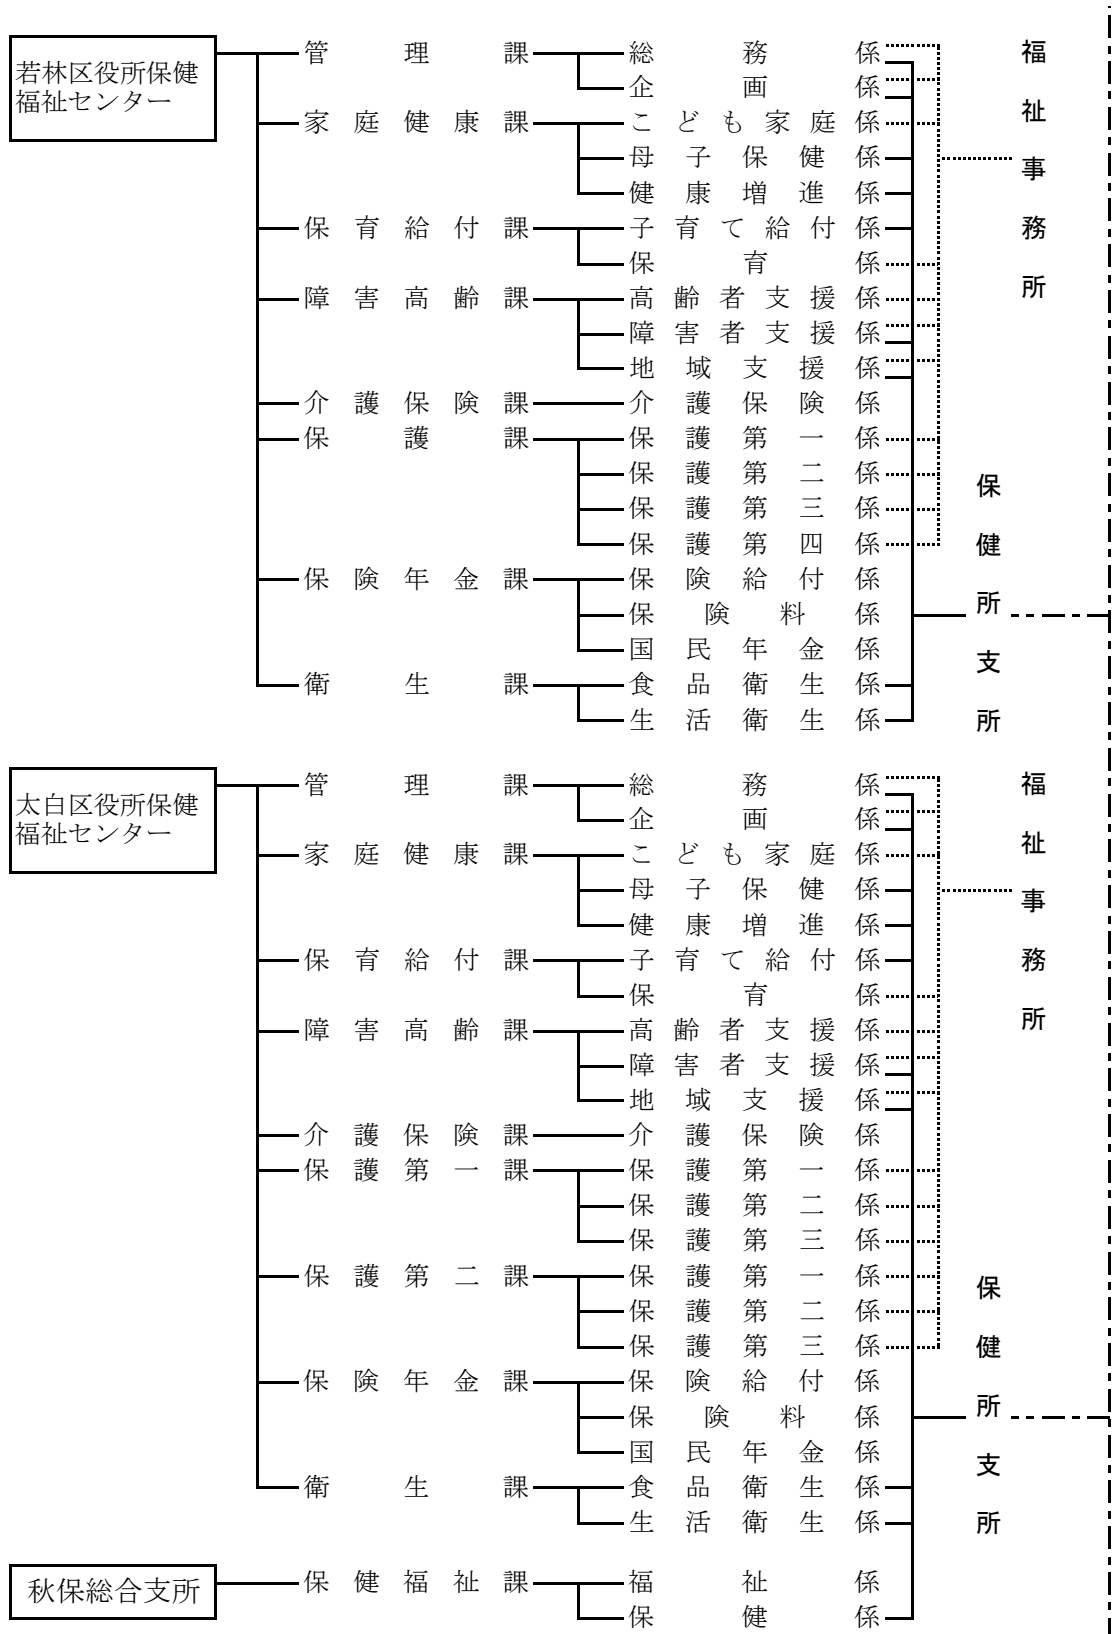 若林区役所保健
福祉センター
管理課 総務係
企画係
家庭健康課 こども家庭係
母子保健係
健康増進係
保育給付課 子育て給付係
保育係
障害高齢課 高齢者支援係
障害者支援係
地域支援係
介護保険課 介護保険係
保護課 保護第一係
保護第二係
保護第三係
保護第四係
保険年金課 保険給付係
保険料係
国民年金係
衛生課 食品衛生係
生活衛生係
福祉事務所
保健所支所
太白区役所保健
福祉センター
管理課 総務係
企画係
家庭健康課 こども家庭係
母子保健係
健康増進係
保育給付課 子育て給付係
保育係
障害高齢課 高齢者支援係
障害者支援係
地域支援係
介護保険課 介護保険係
保護第一課 保護第一係
保護第二係
保護第三係
保護第二課 保護第一係
保護第二係
保護第三係
保険年金課 保険給付係
保険料係
国民年金係
衛生課 食品衛生係
生活衛生係
福祉事務所
保健所支所
秋保総合支所 保健福祉課 福祉係
保健係